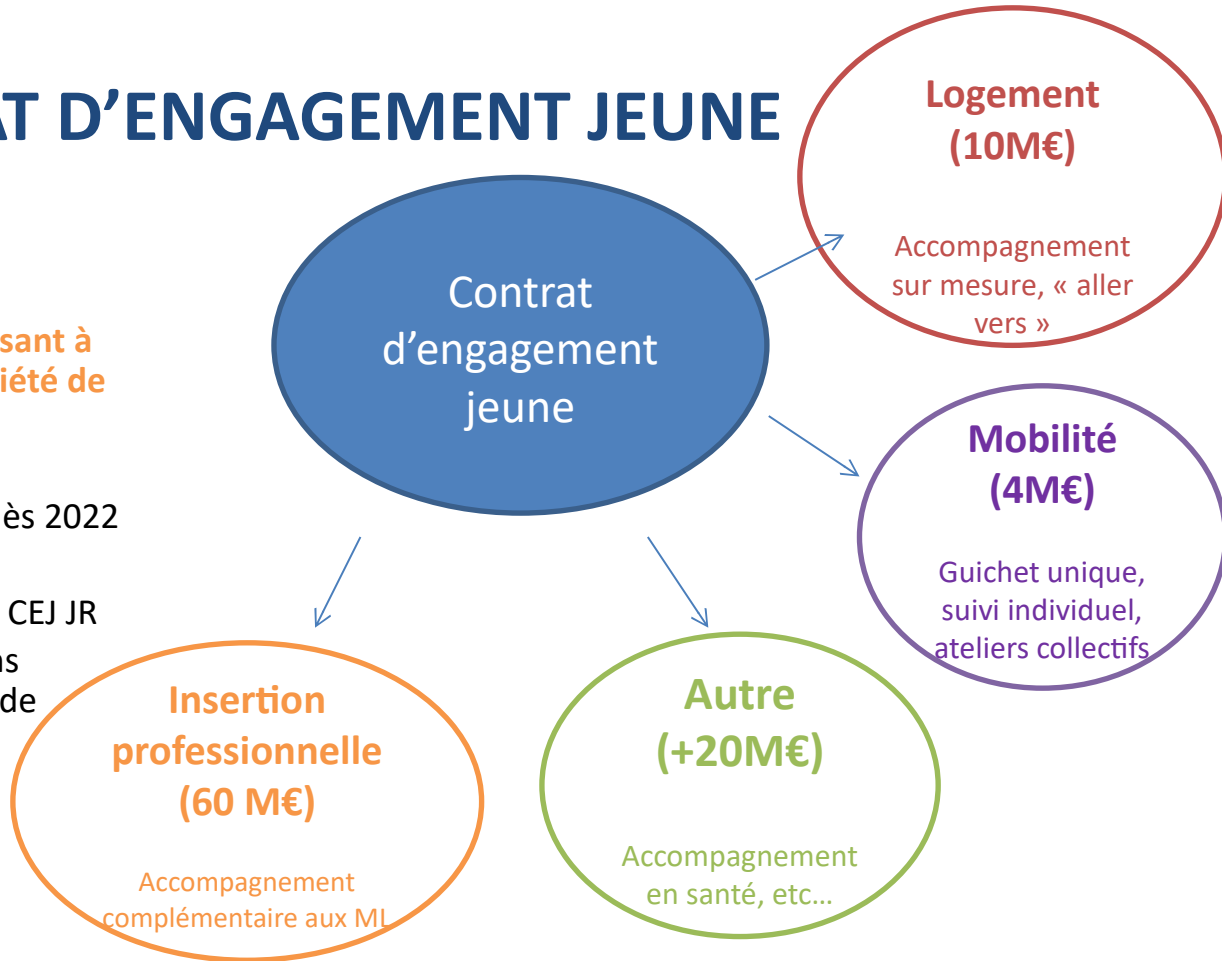 AT D’ENGAGEMENT JEUNE
sant à
iété de
ès 2022
CEJ JR
ns
de
Contrat
d’engagement
jeune
Logement
(10M€)
Accompagnement
sur mesure, « aller
vers »
Mobilité
(4M€)
Guichet unique,
suivi individuel,
ateliers collectifs
Insertion
professionnelle
(60 M€)
Accompagnement
complémentaire aux ML
Autre
(+20M€)
Accompagnement
en santé, etc…